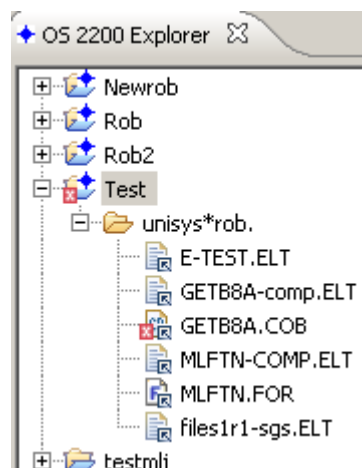 OS 2200 Explorer
Newrob
Rob
Rob2
Test
unisys*rob.
E-TEST.ELT
GETB8A-comp.ELT
GETB8A.COB
MLFTN-COMP.ELT
MLFTN.FOR
files1r1-sgs.ELT
testmli